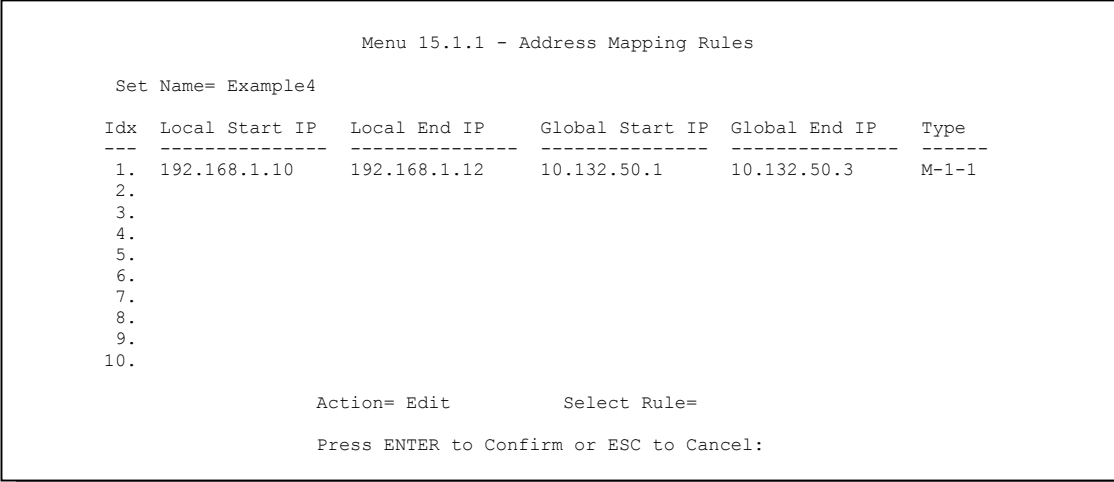 Menu 15.1.1 - Address Mapping Rules
Set Name= Example4
Idx  Local Start IP   Local End IP     Global Start IP  Global End IP    Type
---  ---------------  ---------------  ---------------  ---------------  ------
1.  192.168.1.10     192.168.1.12     10.132.50.1      10.132.50.3      M-1-1
2.
3.
4.
5.
6.
7.
8.
9.
10.
Action= Edit          Select Rule=
Press ENTER to Confirm or ESC to Cancel: